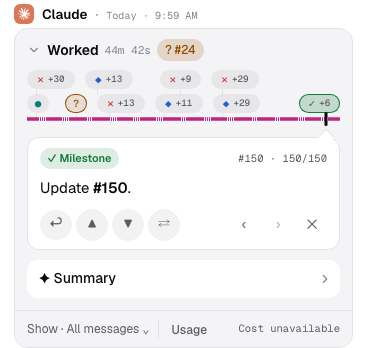 Claude · Today · 9:59 AM
Worked 44m 42s ? #24
× +30 ◆ +13 × +9 × +29
● ? × +13 ◆ +11 ◆ +29 ✓ +6
✓ Milestone #150 · 150/150
Update #150.
✦ Summary
Show · All messages Usage Cost unavailable